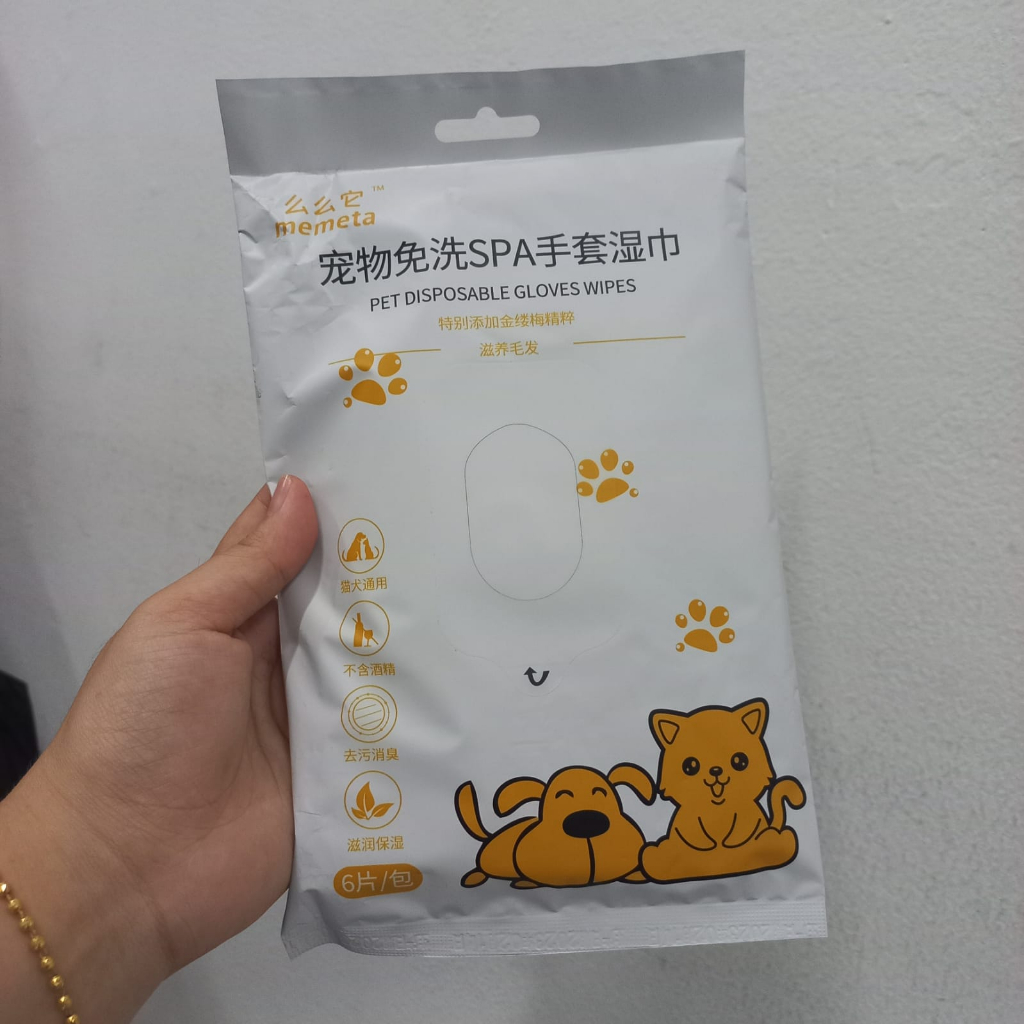 么么它™
memeta
宠物免洗SPA手套湿巾
PET DISPOSABLE GLOVES WIPES
特别添加金缕梅精粹
滋养毛发
猫犬通用
不含酒精
去污消臭
滋润保湿
6片/包